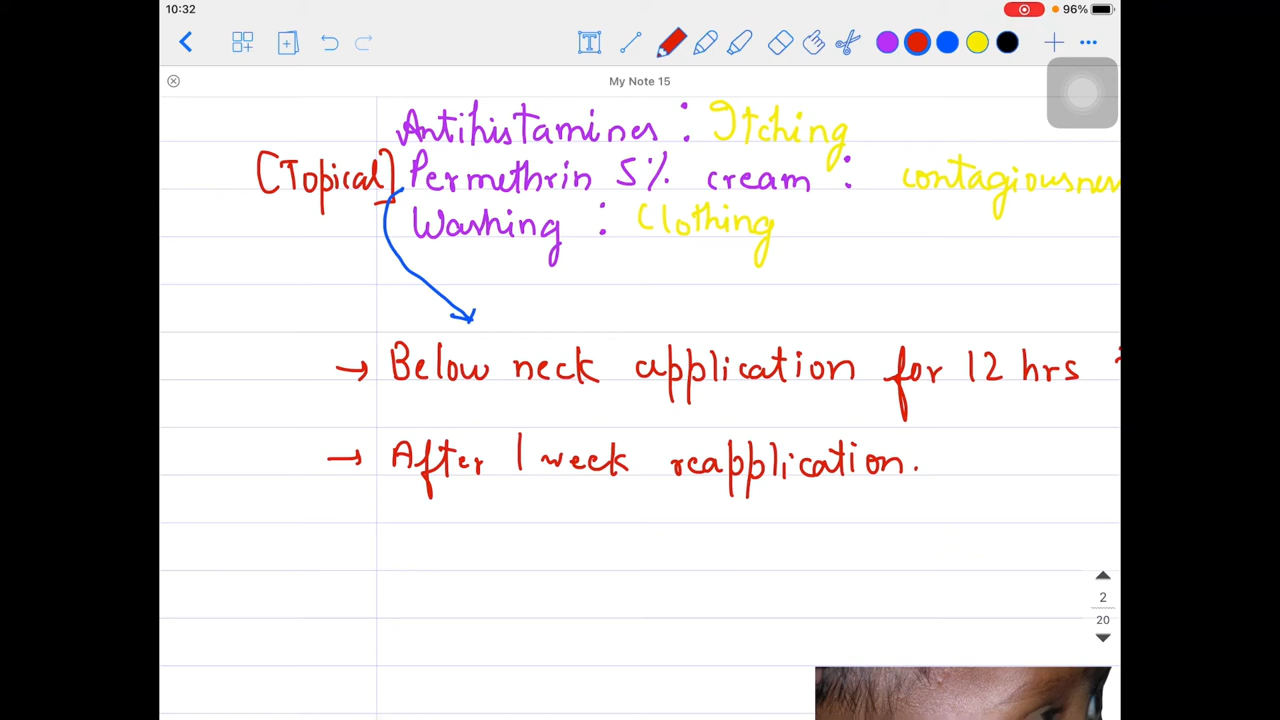 10:32
96%
My Note 15
Antihistamines : Itching
[Topical] Permethrin 5% cream : contagiousnes
Washing : Clothing
→ Below neck application for 12 hrs
→ After 1 week reapplication.
2
20